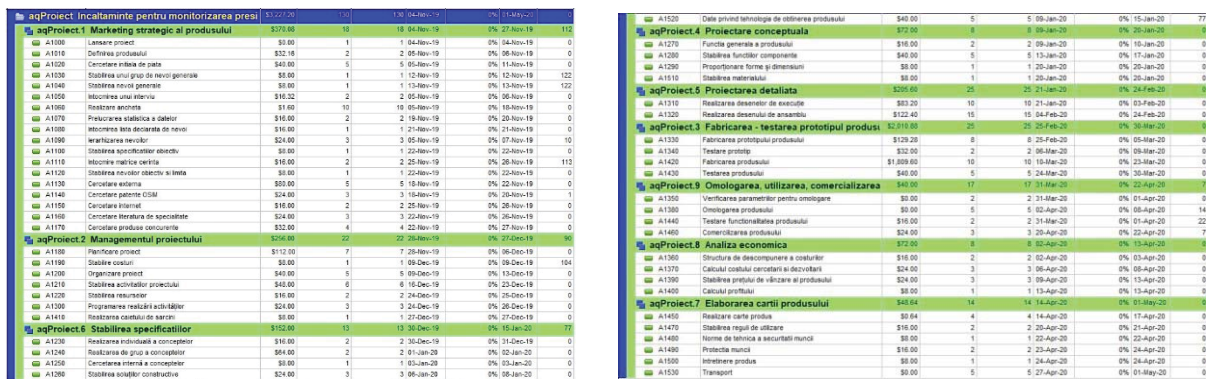 aqProiect Incaltaminte pentru monitorizarea presi $3,227.20 130 130 04-Nov-19 0% 01-May-20 0
aqProiect.1 Marketing strategic al produsului $370.08 18 18 04-Nov-19 0% 27-Nov-19 112
A1000 Lansare proiect $0.00 1 1 04-Nov-19 0% 04-Nov-19 0
A1010 Definirea produsului $32.16 2 2 05-Nov-19 0% 06-Nov-19 0
A1020 Cercetare initiala de piata $40.00 5 5 05-Nov-19 0% 11-Nov-19 0
A1030 Stabilirea unui grup de nevoi generale $8.00 1 1 12-Nov-19 0% 12-Nov-19 122
A1040 Stabilirea nevoii generale $8.00 1 1 13-Nov-19 0% 13-Nov-19 122
A1050 Intocmirea unui interviu $16.32 2 2 05-Nov-19 0% 06-Nov-19 0
A1060 Realizare ancheta $1.60 10 10 05-Nov-19 0% 18-Nov-19 0
A1070 Prelucrarea statistica a datelor $16.00 2 2 19-Nov-19 0% 20-Nov-19 0
A1080 Intocmirea lista declarata de nevoi $16.00 1 1 21-Nov-19 0% 21-Nov-19 0
A1090 Ierarhizarea nevoilor $24.00 3 3 05-Nov-19 0% 07-Nov-19 10
A1100 Stabilirea specificatiilor obiectiv $8.00 1 1 22-Nov-19 0% 22-Nov-19 0
A1110 Intocmire matrice cerinta $16.00 2 2 25-Nov-19 0% 26-Nov-19 113
A1120 Stabilirea nevoilor obiectiv si limita $8.00 1 1 22-Nov-19 0% 22-Nov-19 0
A1130 Cercetare externa $80.00 5 5 18-Nov-19 0% 22-Nov-19 0
A1140 Cercetare patente OSIM $24.00 3 3 18-Nov-19 0% 20-Nov-19 1
A1150 Cercetare internet $16.00 2 2 25-Nov-19 0% 26-Nov-19 0
A1160 Cercetare literatura de specialitate $24.00 3 3 22-Nov-19 0% 26-Nov-19 0
A1170 Cercetare produse concurente $32.00 4 4 22-Nov-19 0% 27-Nov-19 0
aqProiect.2 Managementul proiectului $256.00 22 22 28-Nov-19 0% 27-Dec-19 90
A1180 Planificare proiect $112.00 7 7 28-Nov-19 0% 06-Dec-19 0
A1190 Stabilire costuri $8.00 1 1 09-Dec-19 0% 09-Dec-19 104
A1200 Organizare proiect $40.00 5 5 09-Dec-19 0% 13-Dec-19 0
A1210 Stabilirea activitatilor proiectului $48.00 6 6 16-Dec-19 0% 23-Dec-19 0
A1220 Stabilirea resurselor $16.00 2 2 24-Dec-19 0% 25-Dec-19 0
A1300 Programarea realizării activităților $24.00 3 3 24-Dec-19 0% 26-Dec-19 0
A1410 Realizarea caietului de sarcini $8.00 1 1 27-Dec-19 0% 27-Dec-19 0
aqProiect.6 Stabilirea specificatiilor $152.00 13 13 30-Dec-19 0% 15-Jan-20 77
A1230 Realizarea individuală a conceptelor $16.00 2 2 30-Dec-19 0% 31-Dec-19 0
A1240 Realizarea de grup a conceptelor $64.00 2 2 01-Jan-20 0% 02-Jan-20 0
A1250 Cercetarea internă a conceptelor $8.00 1 1 03-Jan-20 0% 03-Jan-20 0
A1260 Stabilirea soluțiilor constructive $24.00 3 3 06-Jan-20 0% 08-Jan-20 0
A1520 Date privind tehnologie de obtinerea produsului $40.00 5 5 09-Jan-20 0% 15-Jan-20 77
aqProiect.4 Proiectare conceptuala $72.00 8 8 09-Jan-20 0% 20-Jan-20 0
A1270 Functia generala a produsului $16.00 2 2 09-Jan-20 0% 10-Jan-20 0
A1280 Stabilirea functiilor componente $40.00 5 5 13-Jan-20 0% 17-Jan-20 0
A1290 Proporționare forme și dimensiuni $8.00 1 1 20-Jan-20 0% 20-Jan-20 0
A1510 Stabilirea materialului $8.00 1 1 20-Jan-20 0% 20-Jan-20 0
aqProiect.5 Proiectarea detaliata $205.60 25 25 21-Jan-20 0% 24-Feb-20 0
A1310 Realizarea desenelor de execuție $83.20 10 10 21-Jan-20 0% 03-Feb-20 0
A1320 Realizarea desenelor de ansamblu $122.40 15 15 04-Feb-20 0% 24-Feb-20 0
aqProiect.3 Fabricarea - testarea prototipul produsu $2,010.88 25 25 25-Feb-20 0% 30-Mar-20 0
A1330 Fabricarea prototipului produsului $129.28 8 8 25-Feb-20 0% 05-Mar-20 0
A1340 Testare prototip $32.00 2 2 06-Mar-20 0% 09-Mar-20 0
A1420 Fabricarea produsului $1,809.60 10 10 10-Mar-20 0% 23-Mar-20 0
A1430 Testarea produsului $40.00 5 5 24-Mar-20 0% 30-Mar-20 0
aqProiect.9 Omologarea, utilizarea, comercializarea $40.00 17 17 31-Mar-20 0% 22-Apr-20 7
A1350 Verificarea parametrilor pentru omologare $0.00 2 2 31-Mar-20 0% 01-Apr-20 0
A1380 Omologarea produsului $0.00 5 5 02-Apr-20 0% 08-Apr-20 14
A1440 Testare functionalitatea produsului $16.00 2 2 31-Mar-20 0% 01-Apr-20 22
A1460 Comercilizarea produsului $24.00 3 3 20-Apr-20 0% 22-Apr-20 7
aqProiect.8 Analiza economica $72.00 8 8 02-Apr-20 0% 13-Apr-20 8
A1360 Structura de descompunere a costurilor $16.00 2 2 02-Apr-20 0% 03-Apr-20 0
A1370 Calculul costului cercetarii si dezvoltarii $24.00 3 3 06-Apr-20 0% 08-Apr-20 0
A1390 Stabilirea prețului de vânzare al produsului $24.00 3 3 09-Apr-20 0% 13-Apr-20 0
A1400 Calculul profitului $8.00 1 1 13-Apr-20 0% 13-Apr-20 8
aqProiect.7 Elaborarea cartii produsului $48.64 14 14 14-Apr-20 0% 01-May-20 0
A1450 Realizare carte produs $0.64 4 4 14-Apr-20 0% 17-Apr-20 0
A1470 Stabilirea reguli de utilizare $16.00 2 2 20-Apr-20 0% 21-Apr-20 0
A1480 Norme de tehnica a securitatii muncii $8.00 1 1 22-Apr-20 0% 22-Apr-20 0
A1490 Protectia muncii $16.00 2 2 23-Apr-20 0% 24-Apr-20 0
A1500 Intretinere produs $8.00 1 1 24-Apr-20 0% 24-Apr-20 0
A1530 Transport $0.00 5 5 27-Apr-20 0% 01-May-20 0